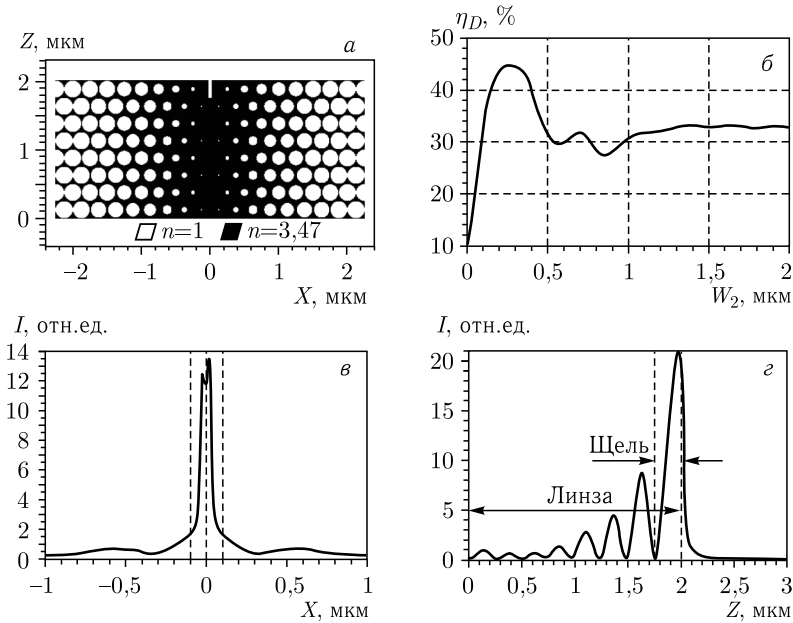 Z, мкм
а
2
1
0
n=1 n=3,47
−2 −1 0 1 2
X, мкм
η_D, %
б
50
40
30
20
10
0 0,5 1 1,5 2
W_2, мкм
I, отн.ед.
в
14
12
10
8
6
4
2
0
−1 −0,5 0 0,5 1
X, мкм
I, отн.ед.
г
20
15
10
5
0
Щель
Линза
0 0,5 1 1,5 2 2,5 3
Z, мкм